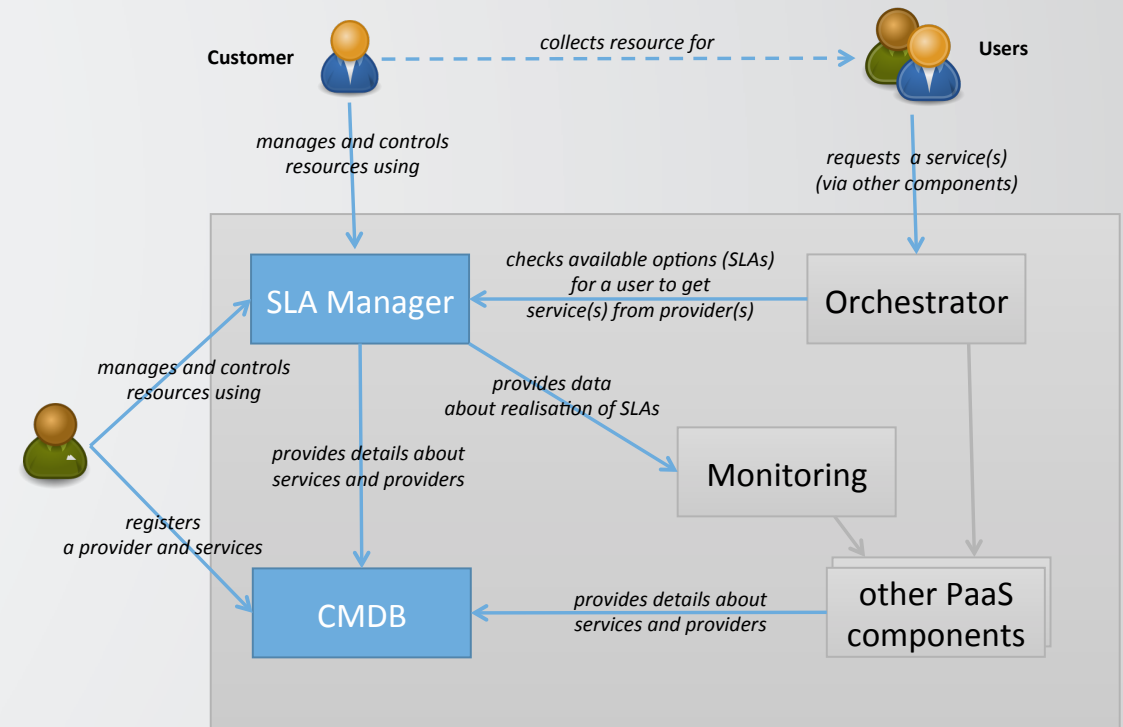 collects resource for
Customer
Users
manages and controls
resources using
requests a service(s)
(via other components)
checks available options (SLAs)
for a user to get
service(s) from provider(s)
SLA Manager
Orchestrator
manages and controls
resources using
provides data
about realisation of SLAs
provides details about
services and providers
Monitoring
registers
a provider and services
CMDB
provides details about
services and providers
other PaaS
components